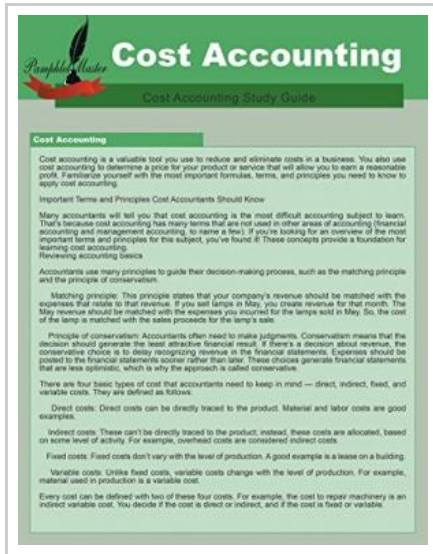 Pamphlet Master
Cost Accounting
Cost Accounting Study Guide
Cost Accounting
Cost accounting is a valuable tool you use to reduce and eliminate costs in a business. You also use
cost accounting to determine a price for your product or service that will allow you to earn a reasonable
profit. Familiarize yourself with the most important formulas, terms, and principles you need to know to
apply cost accounting.
Important Terms and Principles Cost Accountants Should Know
Many accountants will tell you that cost accounting is the most difficult accounting subject to learn.
That's because cost accounting has many terms that are not used in other areas of accounting (financial
accounting and management accounting, to name a few). If you're looking for an overview of the most
important terms and principles for this subject, you've found it! These concepts provide a foundation for
learning cost accounting.
Reviewing accounting basics
Accountants use many principles to guide their decision-making process, such as the matching principle
and the principle of conservatism.
Matching principle: This principle states that your company's revenue should be matched with the
expenses that relate to that revenue. If you sell lamps in May, you create revenue for that month. The
May revenue should be matched with the expenses you incurred for the lamps sold in May. So, the cost
of the lamp is matched with the sales proceeds for the lamp's sale.
Principle of conservatism: Accountants often need to make judgments. Conservatism means that the
decision should generate the least attractive financial result. If there's a decision about revenue, the
conservative choice is to delay recognizing revenue in the financial statements. Expenses should be
posted to the financial statements sooner rather than later. These choices generate financial statements
that are less optimistic, which is why the approach is called conservative.
There are four basic types of cost that accountants need to keep in mind — direct, indirect, fixed, and
variable costs. They are defined as follows:
Direct costs: Direct costs can be directly traced to the product. Material and labor costs are good
examples.
Indirect costs: These can't be directly traced to the product; instead, these costs are allocated, based
on some level of activity. For example, overhead costs are considered indirect costs.
Fixed costs: Fixed costs don't vary with the level of production. A good example is a lease on a building.
Variable costs: Unlike fixed costs, variable costs change with the level of production. For example,
material used in production is a variable cost.
Every cost can be defined with two of these four costs. For example, the cost to repair machinery is an
indirect variable cost. You decide if the cost is direct or indirect, and if the cost is fixed or variable.